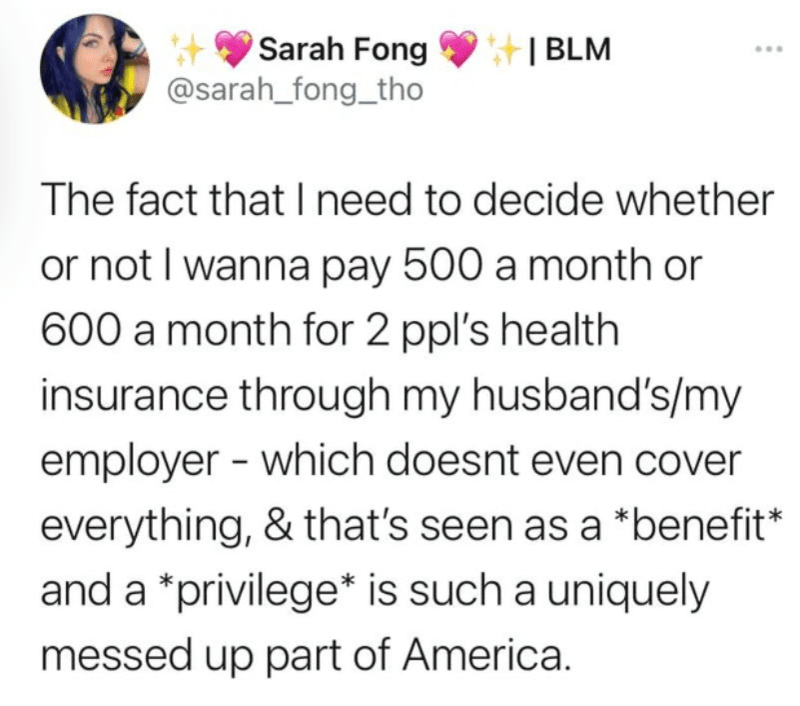 ✨💖 Sarah Fong 💖✨ | BLM
@sarah_fong_tho
The fact that I need to decide whether
or not I wanna pay 500 a month or
600 a month for 2 ppl's health
insurance through my husband's/my
employer - which doesnt even cover
everything, & that's seen as a *benefit*
and a *privilege* is such a uniquely
messed up part of America.